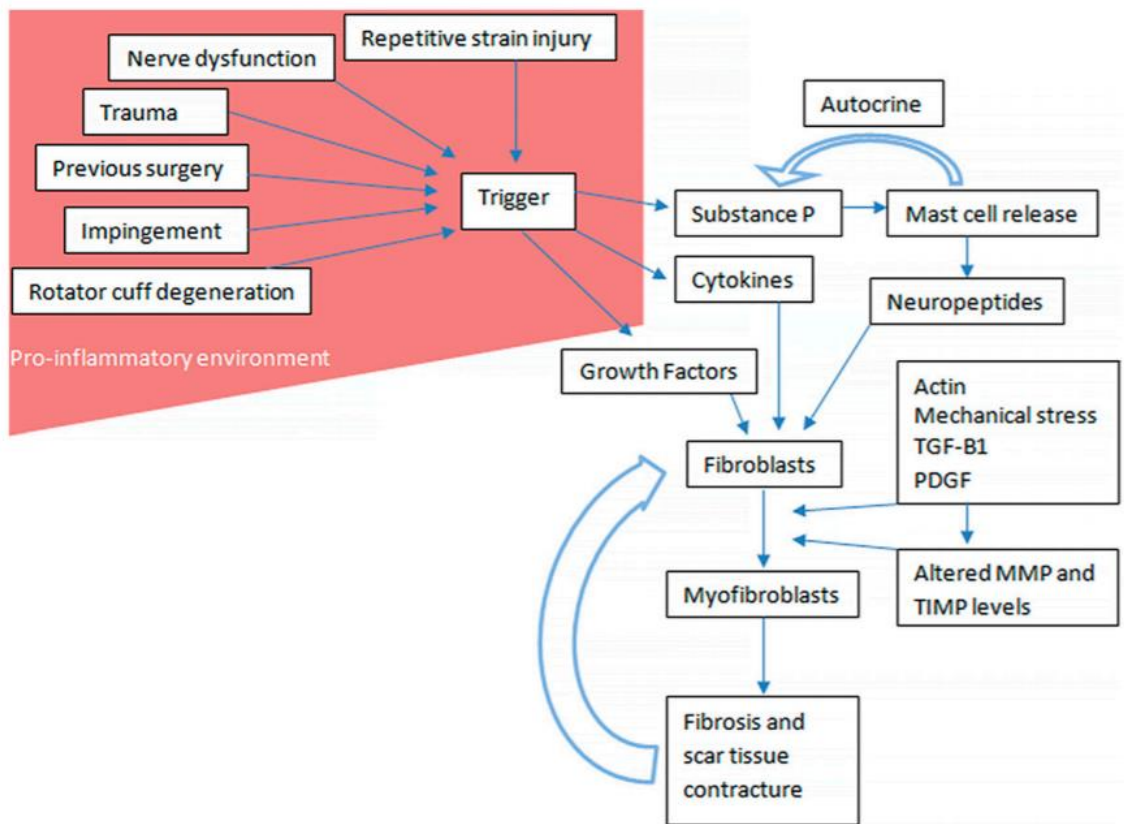 Repetitive strain injury
Nerve dysfunction
Trauma
Previous surgery
Impingement
Rotator cuff degeneration
Pro-inflammatory environment
Trigger
Autocrine
Substance P
Mast cell release
Cytokines
Neuropeptides
Growth Factors
Actin
Mechanical stress
TGF-B1
PDGF
Fibroblasts
Altered MMP and
TIMP levels
Myofibroblasts
Fibrosis and
scar tissue
contracture